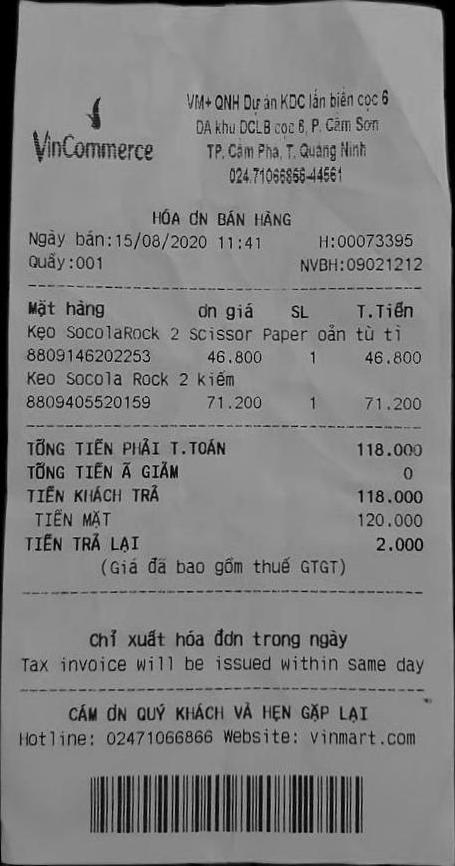 VinCommerce
VM+ QNH Dự án KDC lấn biển cọc 6
DA khu DCLB cọc 6, P. Cẩm Sơn
TP. Cẩm Phả, T. Quảng Ninh
024.71066866-44561
HÓA ƠN BÁN HÀNG
Ngày bán:15/08/2020 11:41 H:00073395
Quầy:001 NVBH:09021212
Mặt hàng ơn giá SL T.Tiền
Kẹo SocolaRock 2 Scissor Paper oản tù tì
8809146202253 46.800 1 46.800
Keo Socola Rock 2 kiếm
8809405520159 71.200 1 71.200
TỔNG TIỀN PHẢI T.TOÁN 118.000
TỔNG TIỀN Ã GIẢM 0
TIỀN KHÁCH TRẢ 118.000
TIỀN MẶT 120.000
TIỀN TRẢ LẠI 2.000
(Giá đã bao gồm thuế GTGT)
Chỉ xuất hóa đơn trong ngày
Tax invoice will be issued within same day
CẢM ƠN QUÝ KHÁCH VÀ HẸN GẶP LẠI
Hotline: 02471066866 Website: vinmart.com